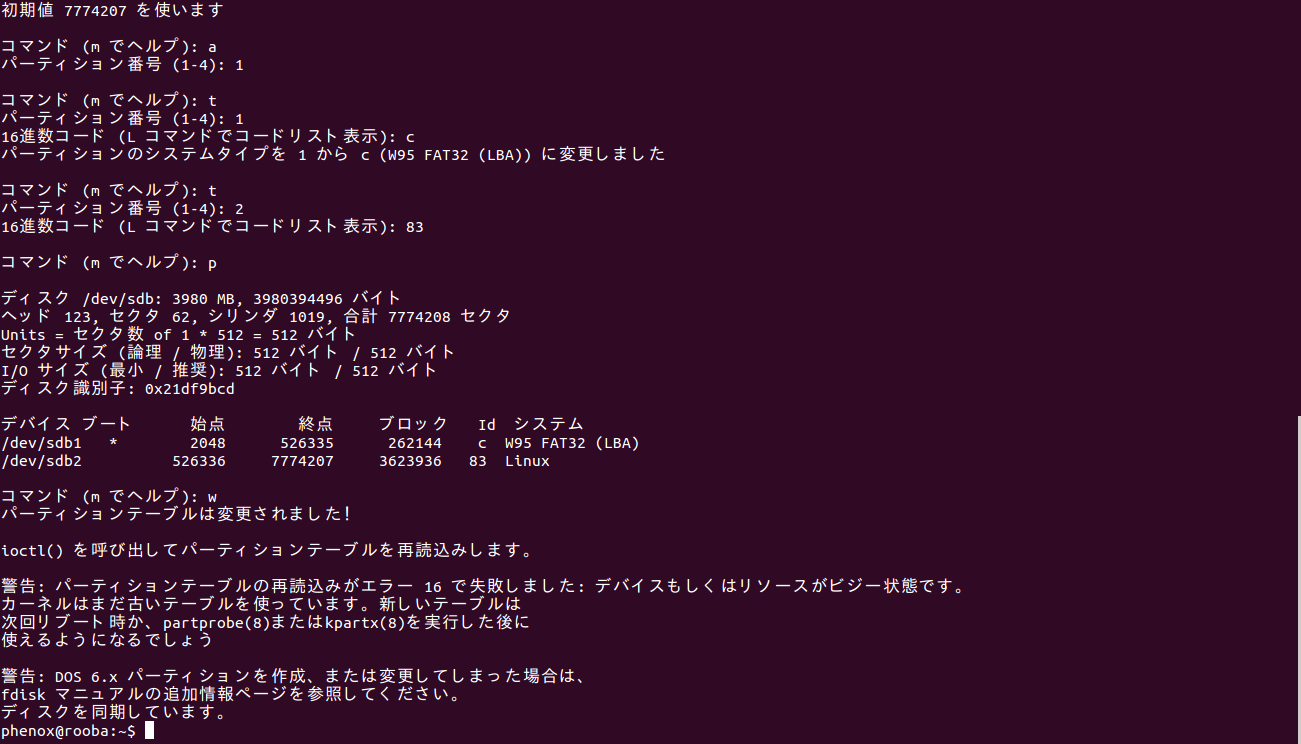 初期値 7774207 を使います
コマンド (m でヘルプ): a
パーティション番号 (1-4): 1
コマンド (m でヘルプ): t
パーティション番号 (1-4): 1
16進数コード (L コマンドでコードリスト表示): c
パーティションのシステムタイプを 1 から c (W95 FAT32 (LBA)) に変更しました
コマンド (m でヘルプ): t
パーティション番号 (1-4): 2
16進数コード (L コマンドでコードリスト表示): 83
コマンド (m でヘルプ): p
ディスク /dev/sdb: 3980 MB, 3980394496 バイト
ヘッド 123, セクタ 62, シリンダ 1019, 合計 7774208 セクタ
Units = セクタ数 of 1 * 512 = 512 バイト
セクタサイズ (論理 / 物理): 512 バイト / 512 バイト
I/O サイズ (最小 / 推奨): 512 バイト / 512 バイト
ディスク識別子: 0x21df9bcd
デバイス ブート      始点        終点     ブロック   Id  システム
/dev/sdb1   *        2048      526335      262144    c  W95 FAT32 (LBA)
/dev/sdb2          526336     7774207     3623936   83  Linux
コマンド (m でヘルプ): w
パーティションテーブルは変更されました!
ioctl() を呼び出してパーティションテーブルを再読込みします。
警告: パーティションテーブルの再読込みがエラー 16 で失敗しました: デバイスもしくはリソースがビジー状態です。
カーネルはまだ古いテーブルを使っています。新しいテーブルは
次回リブート時か、partprobe(8)またはkpartx(8)を実行した後に
使えるようになるでしょう
警告: DOS 6.x パーティションを作成、または変更してしまった場合は、
fdisk マニュアルの追加情報ページを参照してください。
ディスクを同期しています。
phenox@rooba:~$